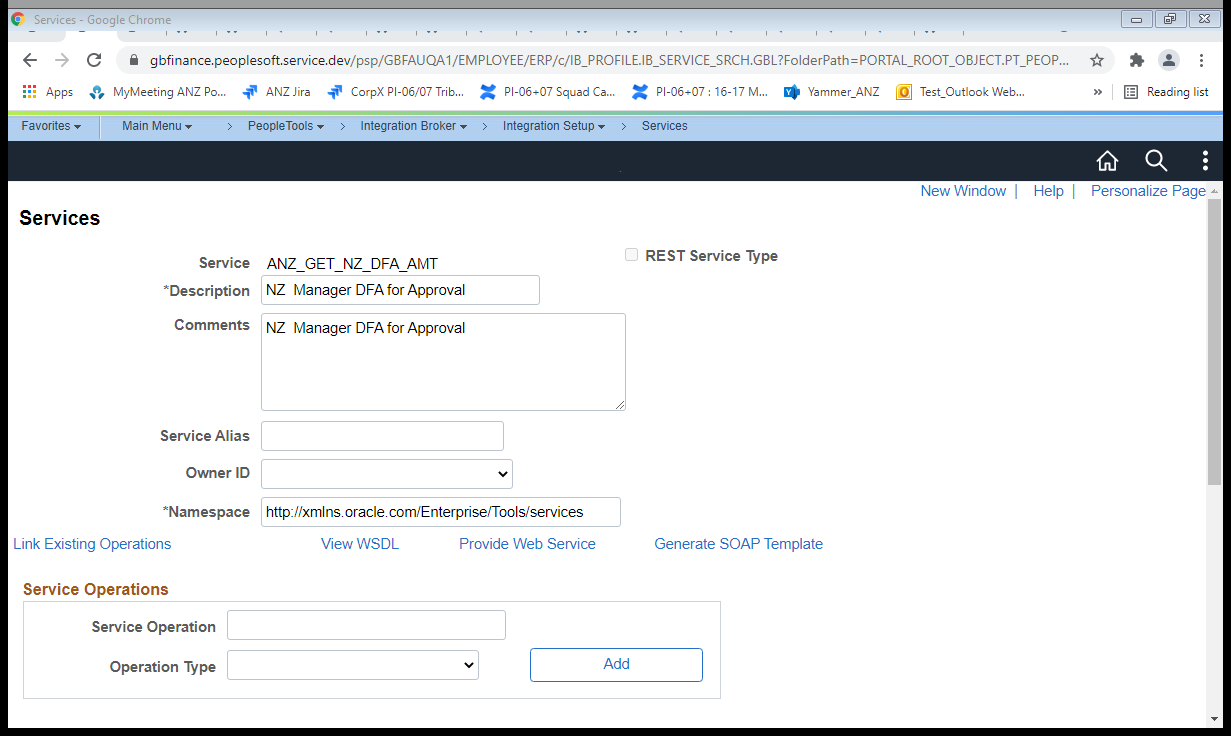 Services - Google Chrome
gbfinance.peoplesoft.service.dev/psp/GBFAUQA1/EMPLOYEE/ERP/c/IB_PROFILE.IB_SERVICE_SRCH.GBL?FolderPath=PORTAL_ROOT_OBJECT.PT_PEOP...
Apps MyMeeting ANZ Po... ANZ Jira CorpX PI-06/07 Trib... PI-06+07 Squad Ca... PI-06+07 : 16-17 M... Yammer_ANZ Test_Outlook Web... » Reading list
Favorites Main Menu > PeopleTools > Integration Broker > Integration Setup > Services
New Window | Help | Personalize Page
Services
Service ANZ_GET_NZ_DFA_AMT REST Service Type
*Description NZ  Manager DFA for Approval
Comments NZ  Manager DFA for Approval
Service Alias
Owner ID
*Namespace http://xmlns.oracle.com/Enterprise/Tools/services
Link Existing Operations View WSDL Provide Web Service Generate SOAP Template
Service Operations
Service Operation
Operation Type Add